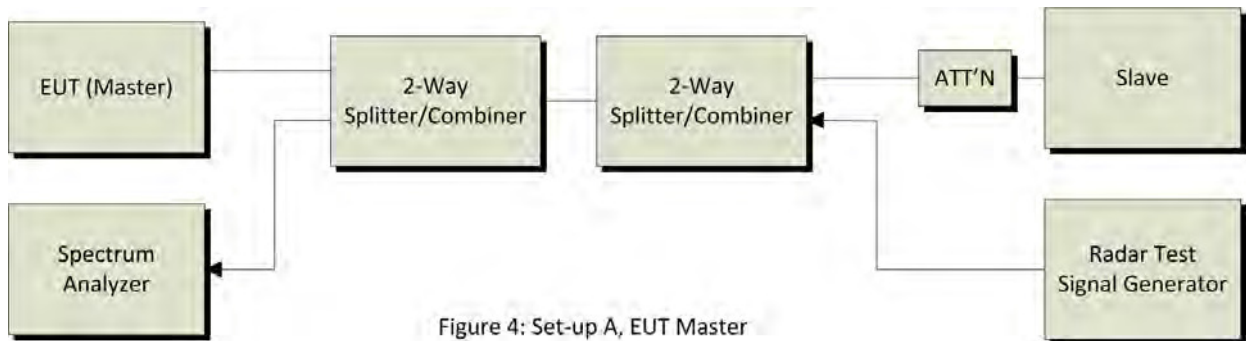 EUT (Master)
2-Way
Splitter/Combiner
2-Way
Splitter/Combiner
ATT'N
Slave
Spectrum
Analyzer
Radar Test
Signal Generator
Figure 4: Set-up A, EUT Master